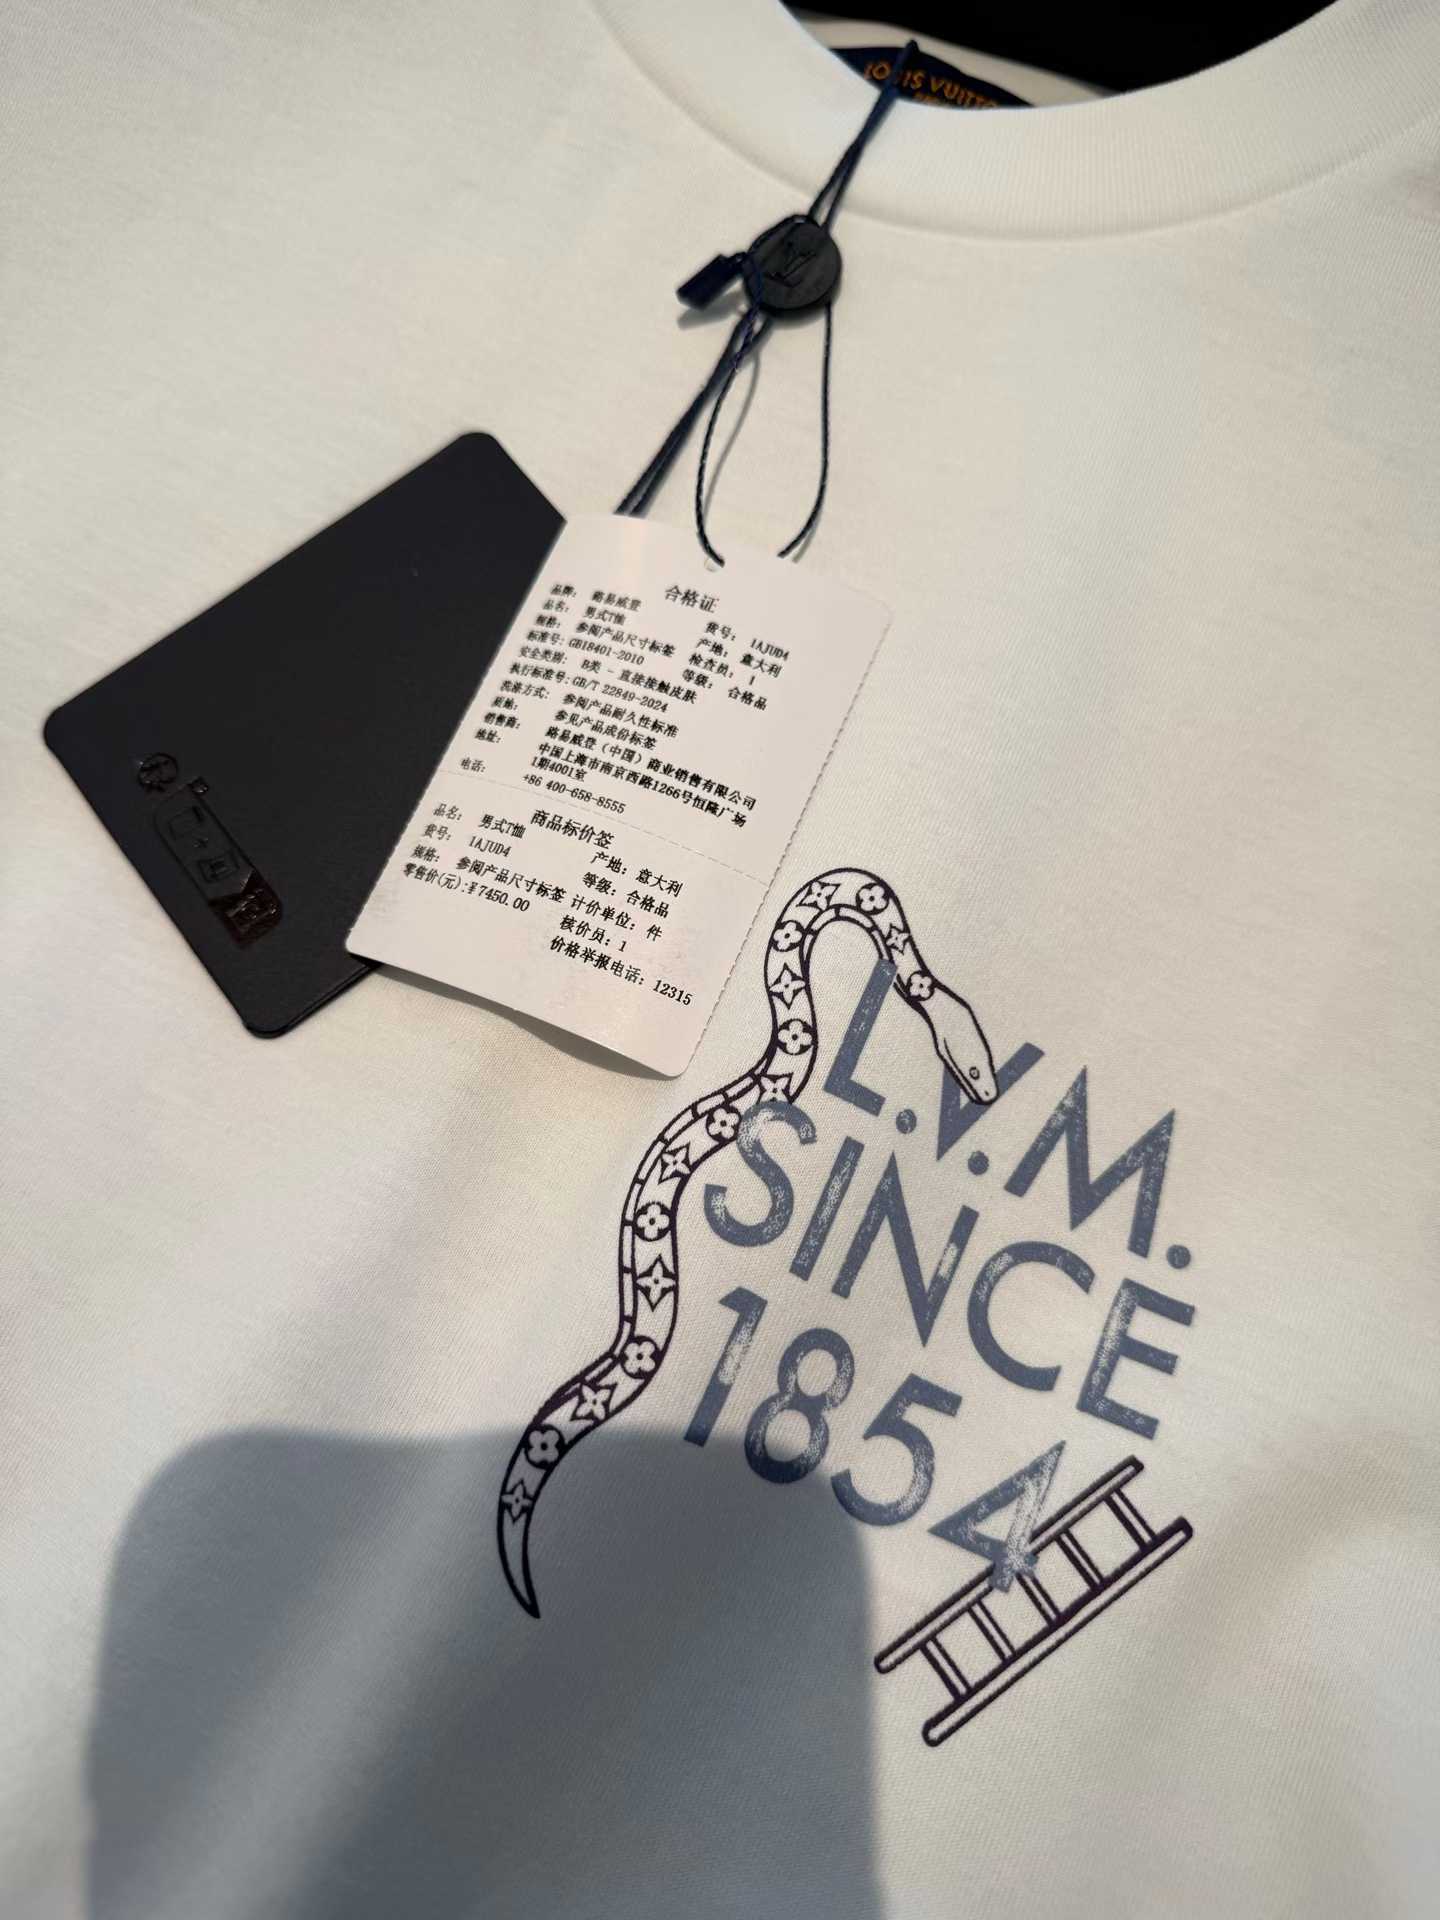 LOUIS VUITTO
LV
合格证
品牌： 路易威登
货号： 1AJUD4
品名： 男式T恤
产地： 意大利
规格： 参阅产品尺寸标签
检查员： 1
标准号: GB18401-2010
等级： 合格品
安全类别： B类 - 直接接触皮肤
执行标准号: GB/T 22849-2024
洗涤方式： 参阅产品耐久性标准
质地： 参见产品成份标签
销售商： 路易威登（中国）商业销售有限公司
地址： 中国上海市南京西路1266号恒隆广场
1期4001室
电话： +86 400-658-8555
商品标价签
品名： 男式T恤
产地：意大利
货号： 1AJUD4
等级：合格品
规格： 参阅产品尺寸标签
计价单位：件
零售价(元):¥7450.00
核价员：1
价格举报电话：12315
L.V.M.
SINCE
1854